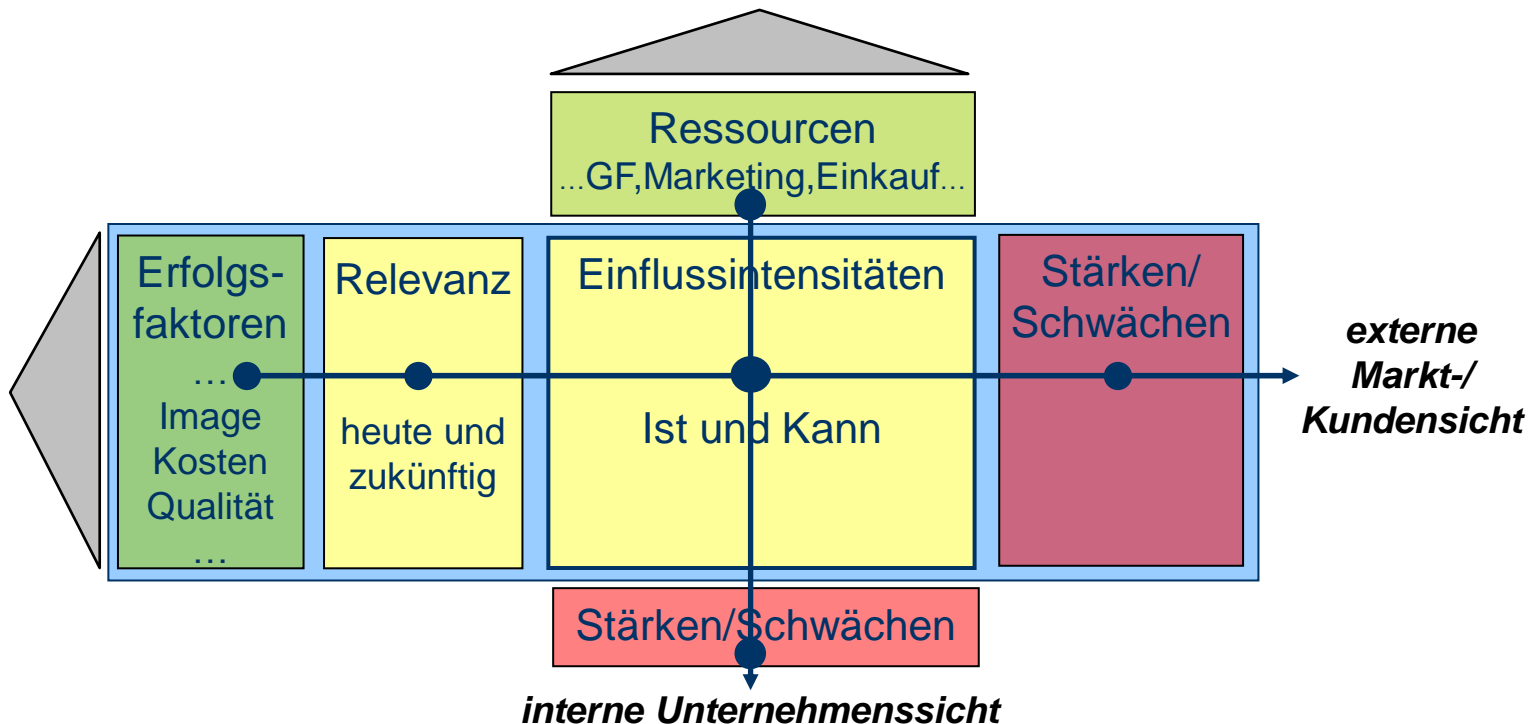 Ressourcen
...GF,Marketing,Einkauf...
Erfolgs-
faktoren
...
Image
Kosten
Qualität
...
Relevanz
heute und
zukünftig
Einflussintensitäten
Ist und Kann
Stärken/
Schwächen
externe
Markt-/
Kundensicht
Stärken/Schwächen
interne Unternehmenssicht